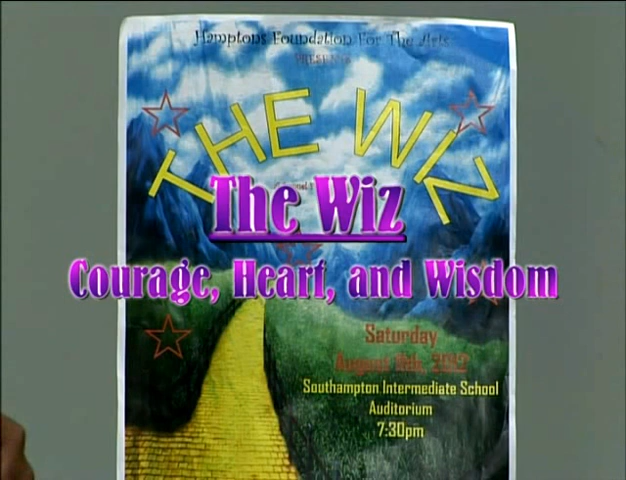 Hamptons Foundation For The Arts
PRESENTS
THE WIZ
The Wiz
Courage, Heart, and Wisdom
Saturday
August
Southampton Intermediate School
Auditorium
7:30pm